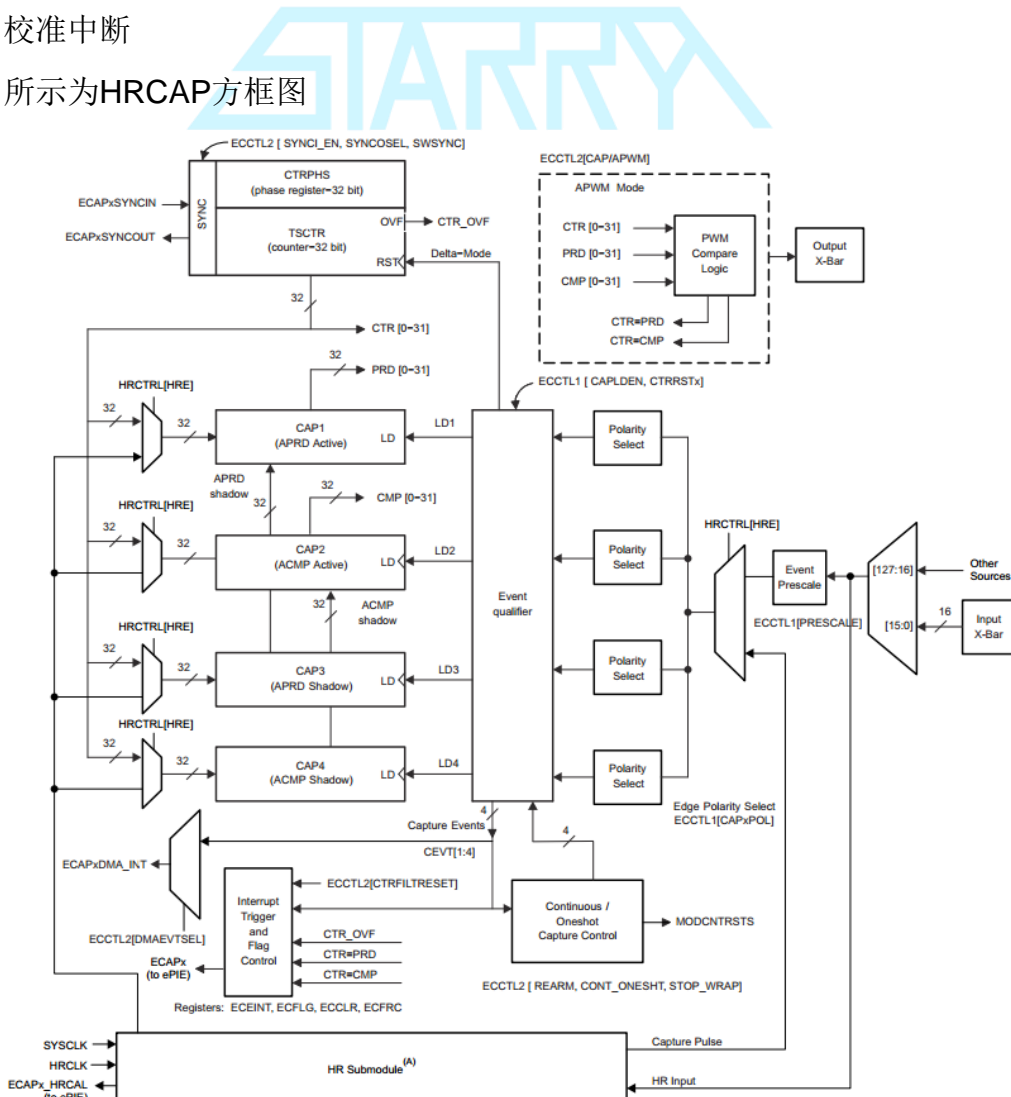 校准中断
STARRY
所示为HRCAP方框图
ECCTL2 [ SYNCI_EN, SYNCOSEL, SWSYNC]
ECCTL2[CAP/APWM]
CTRPHS
(phase register−32 bit)
APWM Mode
ECAPxSYNCIN
SYNC
ECAPxSYNCOUT
TSCTR
(counter−32 bit)
OVF
CTR_OVF
RST
Delta−Mode
CTR [0−31]
PRD [0−31]
CMP [0−31]
PWM
Compare
Logic
Output
X-Bar
CTR=PRD
CTR=CMP
32
CTR [0−31]
32
PRD [0−31]
ECCTL1 [ CAPLDEN, CTRRSTx]
HRCTRL[HRE]
32
32
CAP1
(APRD Active)
LD
LD1
Polarity
Select
APRD
shadow
32
32
CMP [0−31]
HRCTRL[HRE]
32
32
CAP2
(ACMP Active)
LD
LD2
Polarity
Select
HRCTRL[HRE]
Event
Prescale
ECCTL1[PRESCALE]
[127:16]
Other
Sources
[15:0]
16
Input
X-Bar
Event
qualifier
32
ACMP
shadow
HRCTRL[HRE]
32
32
CAP3
(APRD Shadow)
LD
LD3
Polarity
Select
HRCTRL[HRE]
32
32
CAP4
(ACMP Shadow)
LD
LD4
Polarity
Select
Edge Polarity Select
ECCTL1[CAPxPOL]
4
Capture Events
CEVT[1:4]
4
ECAPxDMA_INT
ECCTL2[DMAEVTSEL]
ECCTL2[CTRFILTRESET]
Interrupt
Trigger
and
Flag
Control
CTR_OVF
CTR=PRD
CTR=CMP
Continuous /
Oneshot
Capture Control
MODCNTRSTS
ECAPx
(to ePIE)
ECCTL2 [ REARM, CONT_ONESHT, STOP_WRAP]
Registers: ECEINT, ECFLG, ECCLR, ECFRC
SYSCLK
HRCLK
ECAPx_HRCAL
(to ePIE)
HR Submodule(A)
Capture Pulse
HR Input